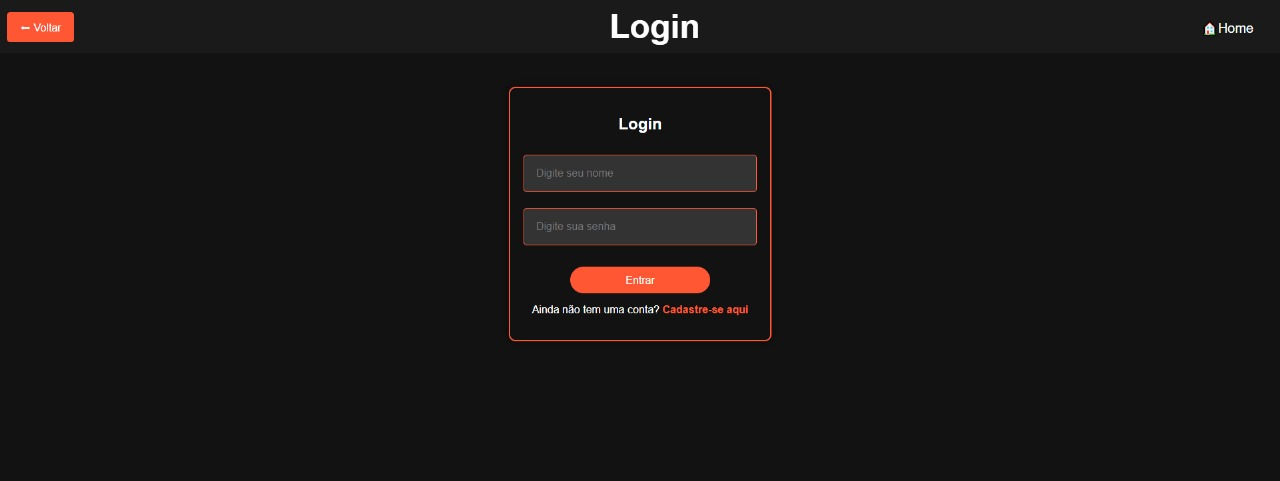 ← Voltar
Login
🏠 Home
Login
Digite seu nome
Digite sua senha
Entrar
Ainda não tem uma conta? Cadastre-se aqui